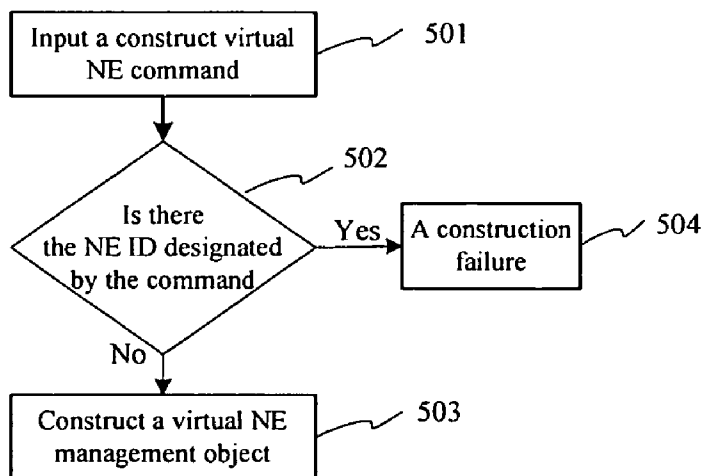 Input a construct virtual
NE command
501
502
Is there
the NE ID designated
by the command
Yes
A construction
failure
504
No
Construct a virtual NE
management object
503